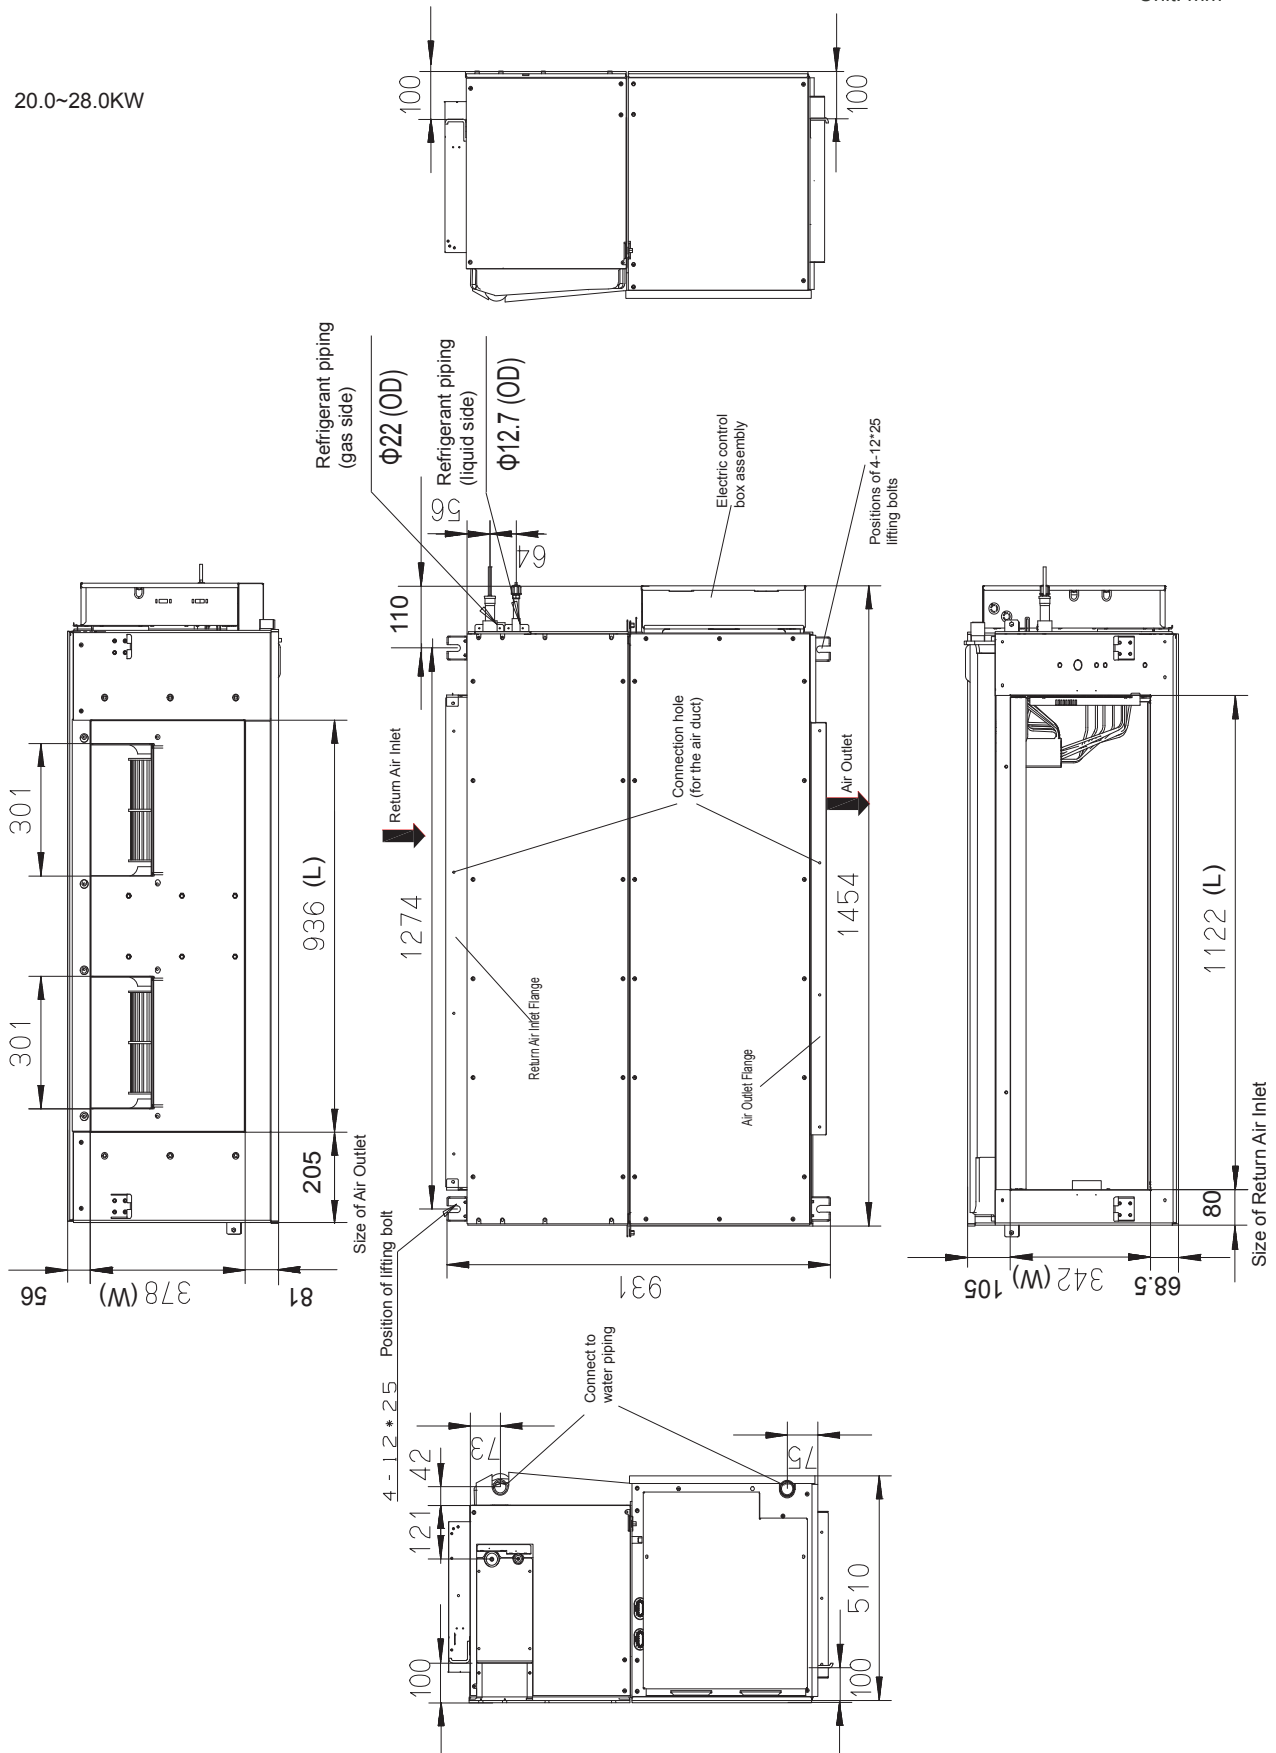 20.0~28.0KW
100
100
Refrigerant piping
(gas side)
Φ22 (OD)
Refrigerant piping
(liquid side)
Φ12.7 (OD)
56
64
110
Electric control
box assembly
Positions of 4-12*25
lifting bolts
301
301
936 (L)
205
Size of Air Outlet
56
378 (W)
81
Return Air Inlet
1274
Connection hole
(for the air duct)
Air Outlet
1454
Return Air Inlet Flange
Air Outlet Flange
931
1122 (L)
80
Size of Return Air Inlet
105
342 (W)
68.5
4-12*25 Position of lifting bolt
Connect to
water piping
73
42
121
100
75
510
100